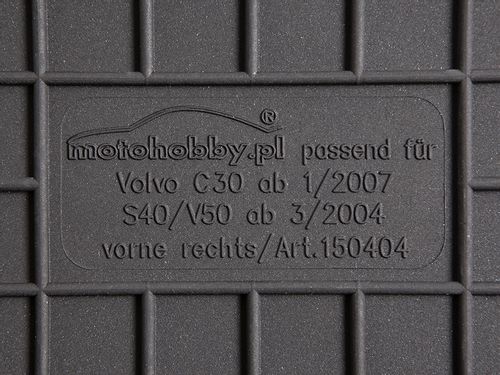 motohobby.pl® passend für
Volvo C30 ab 1/2007
S40/V50 ab 3/2004
vorne rechts/Art.150404